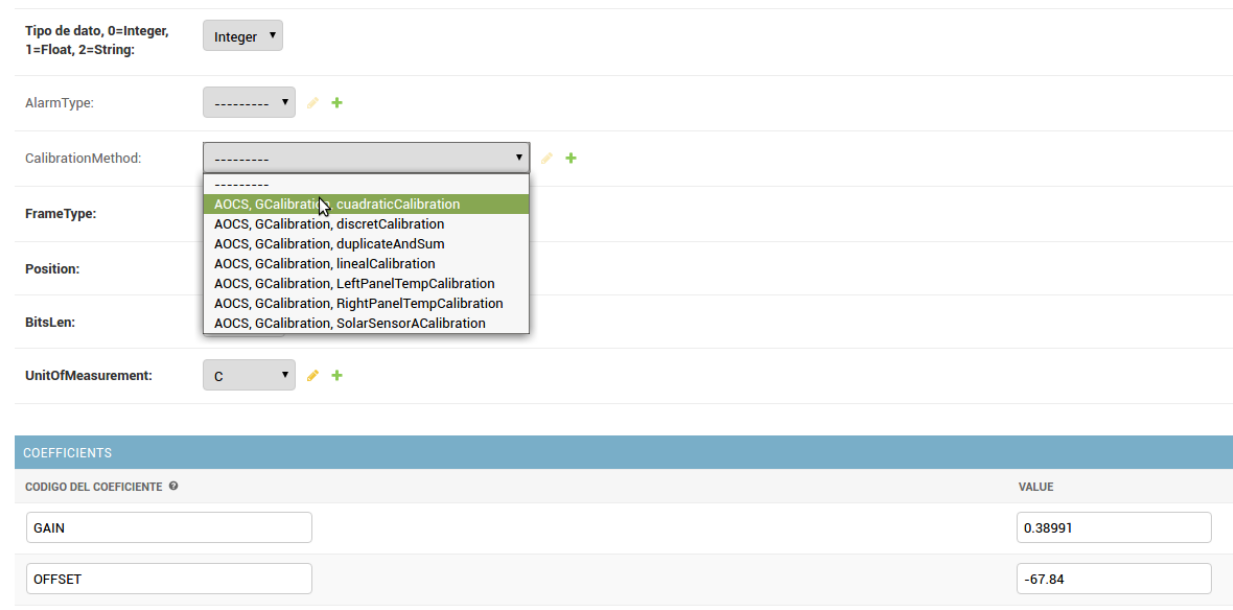 Tipo de dato, 0=Integer,
1=Float, 2=String:
Integer
AlarmType:
---------
CalibrationMethod:
---------
---------
AOCS, GCalibration, cuadraticCalibration
AOCS, GCalibration, discretCalibration
AOCS, GCalibration, duplicateAndSum
AOCS, GCalibration, linealCalibration
AOCS, GCalibration, LeftPanelTempCalibration
AOCS, GCalibration, RightPanelTempCalibration
AOCS, GCalibration, SolarSensorACalibration
FrameType:
Position:
BitsLen:
UnitOfMeasurement:
C
COEFFICIENTS
CODIGO DEL COEFICIENTE
VALUE
GAIN
0.38991
OFFSET
-67.84